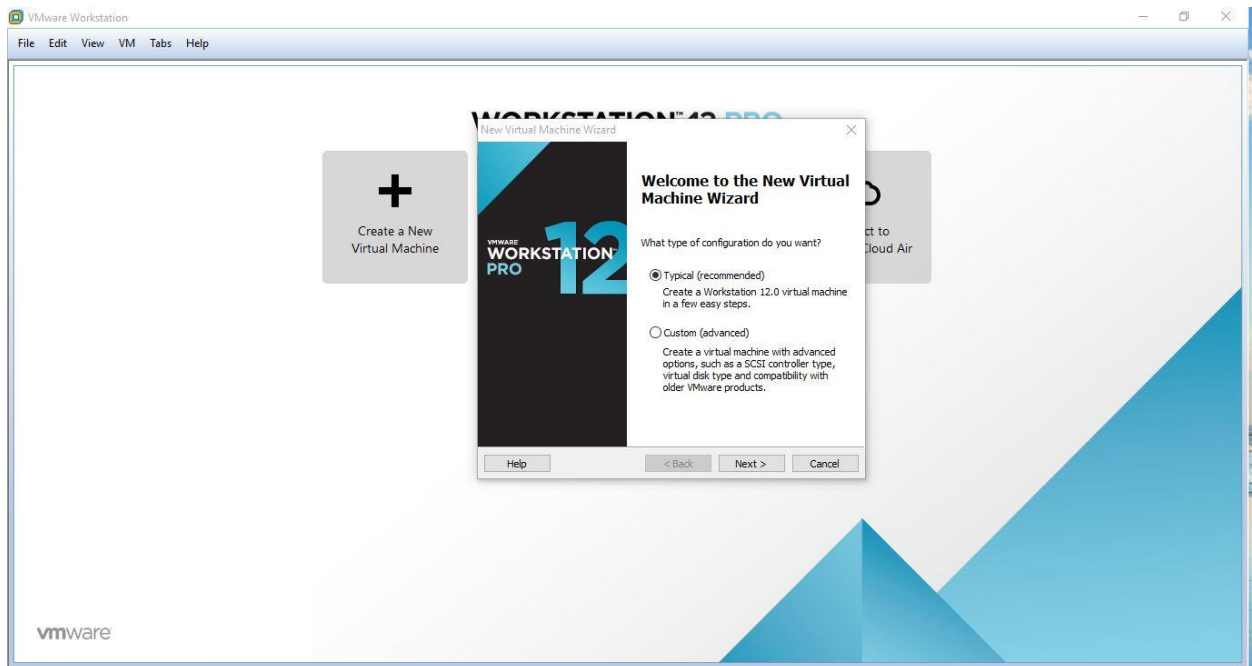 VMware Workstation
File Edit View VM Tabs Help
WORKSTATION™ 12 PRO
New Virtual Machine Wizard
Create a New
Virtual Machine
ct to
loud Air
VMWARE
WORKSTATION
PRO
12
Welcome to the New Virtual
Machine Wizard
What type of configuration do you want?
Typical (recommended)
Create a Workstation 12.0 virtual machine
in a few easy steps.
Custom (advanced)
Create a virtual machine with advanced
options, such as a SCSI controller type,
virtual disk type and compatibility with
older VMware products.
Help < Back Next > Cancel
vmware